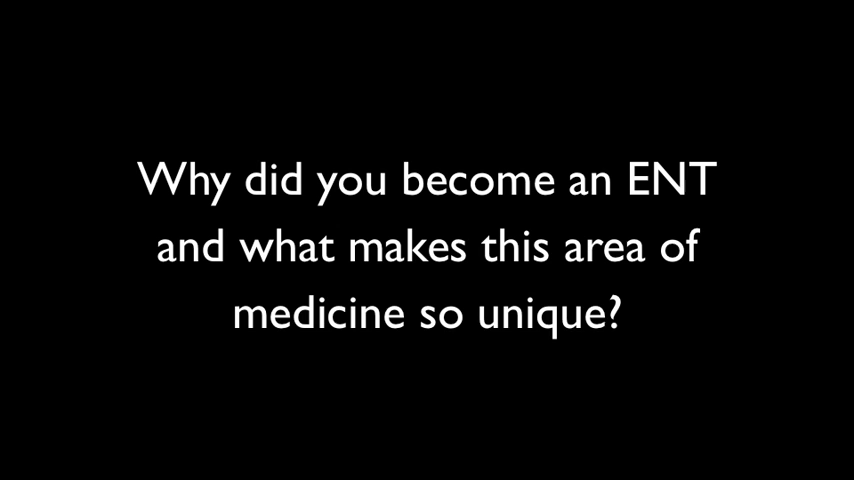 Why did you become an ENT
and what makes this area of
medicine so unique?